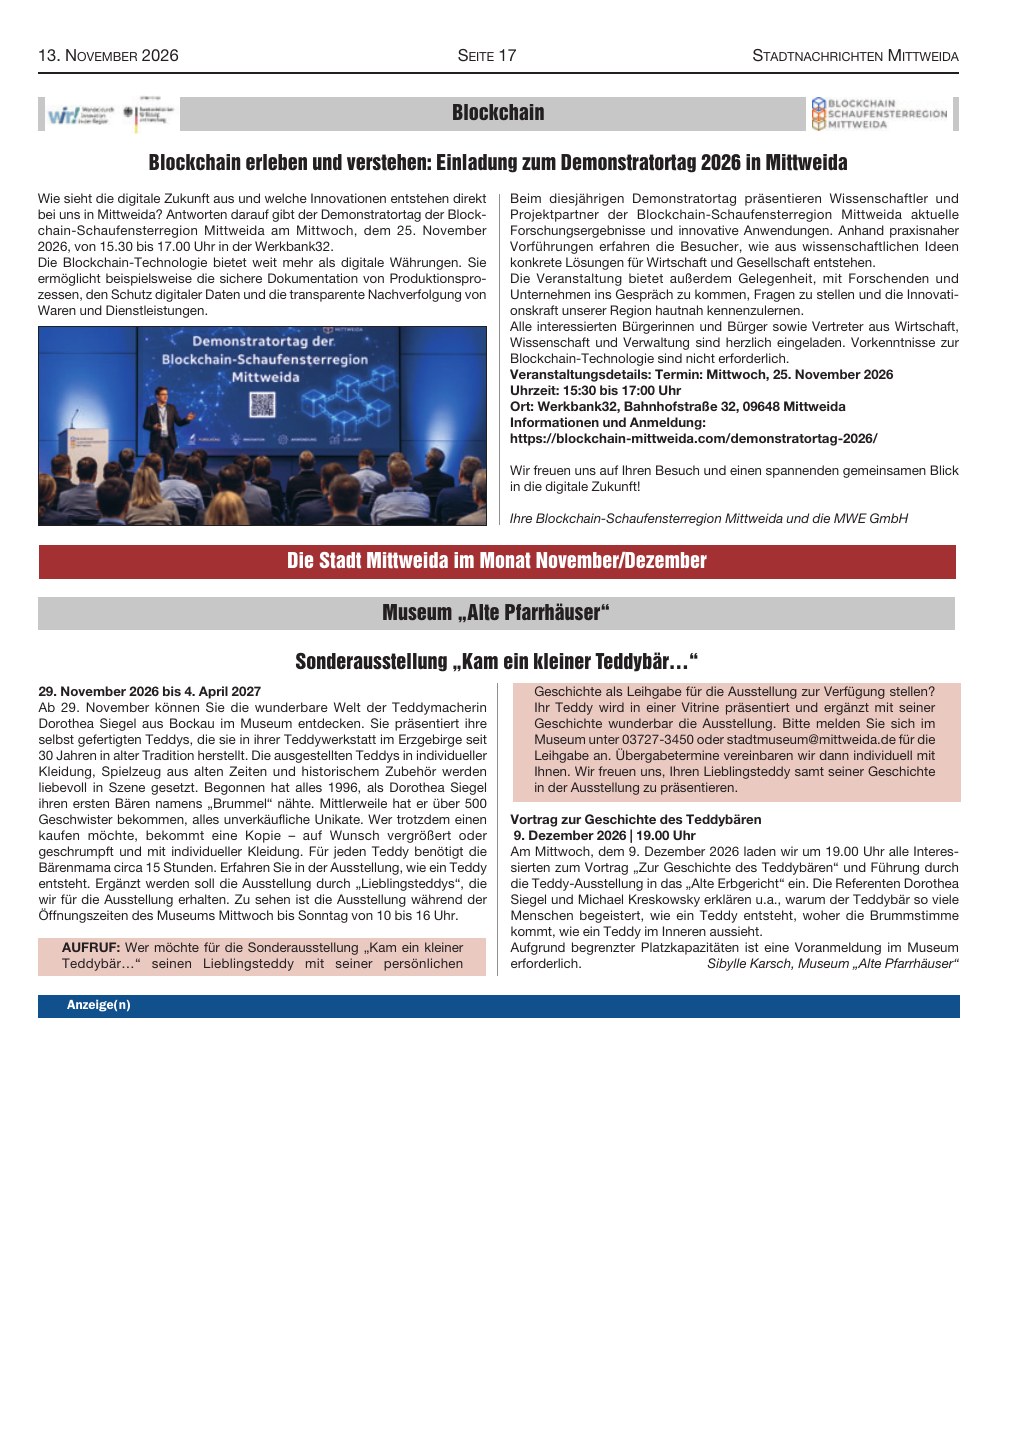 13. November 2026
Seite 17
Stadtnachrichten Mittweida
wir!
Blockchain
BLOCKCHAIN
SCHAUFENSTERREGION
MITTWEIDA
Blockchain erleben und verstehen: Einladung zum Demonstratortag 2026 in Mittweida
Wie sieht die digitale Zukunft aus und welche Innovationen entstehen direkt
bei uns in Mittweida? Antworten darauf gibt der Demonstratortag der Block-
chain-Schaufensterregion Mittweida am Mittwoch, dem 25. November
2026, von 15.30 bis 17.00 Uhr in der Werkbank32.
Die Blockchain-Technologie bietet weit mehr als digitale Währungen. Sie
ermöglicht beispielsweise die sichere Dokumentation von Produktionspro-
zessen, den Schutz digitaler Daten und die transparente Nachverfolgung von
Waren und Dienstleistungen.
MITTWEIDA
Demonstratortag der
Blockchain-Schaufensterregion
Mittweida
Beim diesjährigen Demonstratortag präsentieren Wissenschaftler und
Projektpartner der Blockchain-Schaufensterregion Mittweida aktuelle
Forschungsergebnisse und innovative Anwendungen. Anhand praxisnaher
Vorführungen erfahren die Besucher, wie aus wissenschaftlichen Ideen
konkrete Lösungen für Wirtschaft und Gesellschaft entstehen.
Die Veranstaltung bietet außerdem Gelegenheit, mit Forschenden und
Unternehmen ins Gespräch zu kommen, Fragen zu stellen und die Innovati-
onskraft unserer Region hautnah kennenzulernen.
Alle interessierten Bürgerinnen und Bürger sowie Vertreter aus Wirtschaft,
Wissenschaft und Verwaltung sind herzlich eingeladen. Vorkenntnisse zur
Blockchain-Technologie sind nicht erforderlich.
Veranstaltungsdetails: Termin: Mittwoch, 25. November 2026
Uhrzeit: 15:30 bis 17:00 Uhr
Ort: Werkbank32, Bahnhofstraße 32, 09648 Mittweida
Informationen und Anmeldung:
https://blockchain-mittweida.com/demonstratortag-2026/
Wir freuen uns auf Ihren Besuch und einen spannenden gemeinsamen Blick
in die digitale Zukunft!
Ihre Blockchain-Schaufensterregion Mittweida und die MWE GmbH
Die Stadt Mittweida im Monat November/Dezember
Museum „Alte Pfarrhäuser“
Sonderausstellung „Kam ein kleiner Teddybär…“
29. November 2026 bis 4. April 2027
Ab 29. November können Sie die wunderbare Welt der Teddymacherin
Dorothea Siegel aus Bockau im Museum entdecken. Sie präsentiert ihre
selbst gefertigten Teddys, die sie in ihrer Teddywerkstatt im Erzgebirge seit
30 Jahren in alter Tradition herstellt. Die ausgestellten Teddys in individueller
Kleidung, Spielzeug aus alten Zeiten und historischem Zubehör werden
liebevoll in Szene gesetzt. Begonnen hat alles 1996, als Dorothea Siegel
ihren ersten Bären namens „Brummel“ nähte. Mittlerweile hat er über 500
Geschwister bekommen, alles unverkäufliche Unikate. Wer trotzdem einen
kaufen möchte, bekommt eine Kopie – auf Wunsch vergrößert oder
geschrumpft und mit individueller Kleidung. Für jeden Teddy benötigt die
Bärenmama circa 15 Stunden. Erfahren Sie in der Ausstellung, wie ein Teddy
entsteht. Ergänzt werden soll die Ausstellung durch „Lieblingsteddys“, die
wir für die Ausstellung erhalten. Zu sehen ist die Ausstellung während der
Öffnungszeiten des Museums Mittwoch bis Sonntag von 10 bis 16 Uhr.
AUFRUF: Wer möchte für die Sonderausstellung „Kam ein kleiner
Teddybär…“ seinen Lieblingsteddy mit seiner persönlichen
Geschichte als Leihgabe für die Ausstellung zur Verfügung stellen?
Ihr Teddy wird in einer Vitrine präsentiert und ergänzt mit seiner
Geschichte wunderbar die Ausstellung. Bitte melden Sie sich im
Museum unter 03727-3450 oder stadtmuseum@mittweida.de für die
Leihgabe an. Übergabetermine vereinbaren wir dann individuell mit
Ihnen. Wir freuen uns, Ihren Lieblingsteddy samt seiner Geschichte
in der Ausstellung zu präsentieren.
Vortrag zur Geschichte des Teddybären
9. Dezember 2026 | 19.00 Uhr
Am Mittwoch, dem 9. Dezember 2026 laden wir um 19.00 Uhr alle Interes-
sierten zum Vortrag „Zur Geschichte des Teddybären“ und Führung durch
die Teddy-Ausstellung in das „Alte Erbgericht“ ein. Die Referenten Dorothea
Siegel und Michael Kreskowsky erklären u.a., warum der Teddybär so viele
Menschen begeistert, wie ein Teddy entsteht, woher die Brummstimme
kommt, wie ein Teddy im Inneren aussieht.
Aufgrund begrenzter Platzkapazitäten ist eine Voranmeldung im Museum
erforderlich. Sibylle Karsch, Museum „Alte Pfarrhäuser“
Anzeige(n)